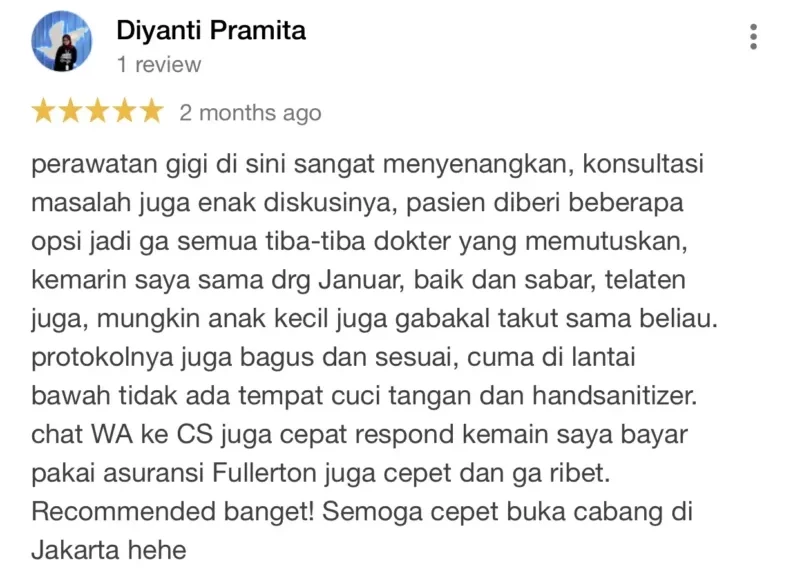 Diyanti Pramita
1 review
2 months ago
perawatan gigi di sini sangat menyenangkan, konsultasi
masalah juga enak diskusinya, pasien diberi beberapa
opsi jadi ga semua tiba-tiba dokter yang memutuskan,
kemarin saya sama drg Januar, baik dan sabar, telaten
juga, mungkin anak kecil juga gabakal takut sama beliau.
protokolnya juga bagus dan sesuai, cuma di lantai
bawah tidak ada tempat cuci tangan dan handsanitizer.
chat WA ke CS juga cepat respond kemain saya bayar
pakai asuransi Fullerton juga cepet dan ga ribet.
Recommended banget! Semoga cepet buka cabang di
Jakarta hehe